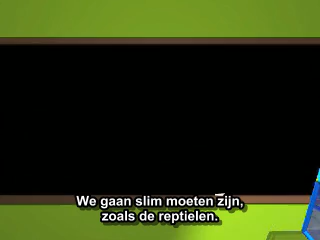 We gaan slim moeten zijn,
zoals de reptielen.